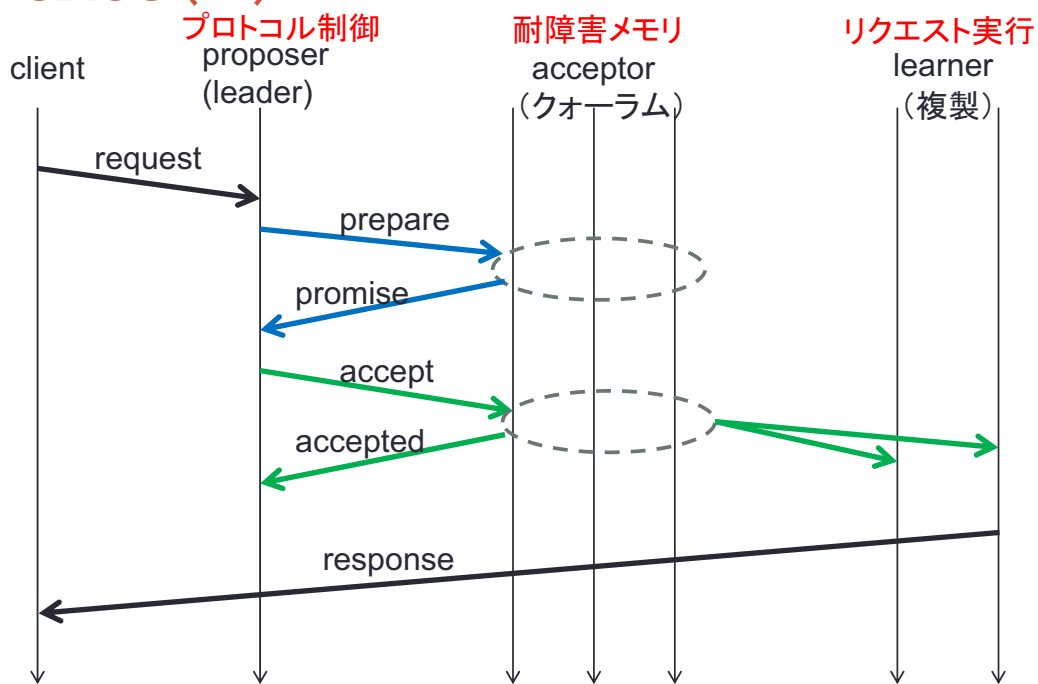 プロトコル制御
耐障害メモリ
リクエスト実行
client
proposer
(leader)
acceptor
（クォーラム）
learner
（複製）
request
prepare
promise
accept
accepted
response